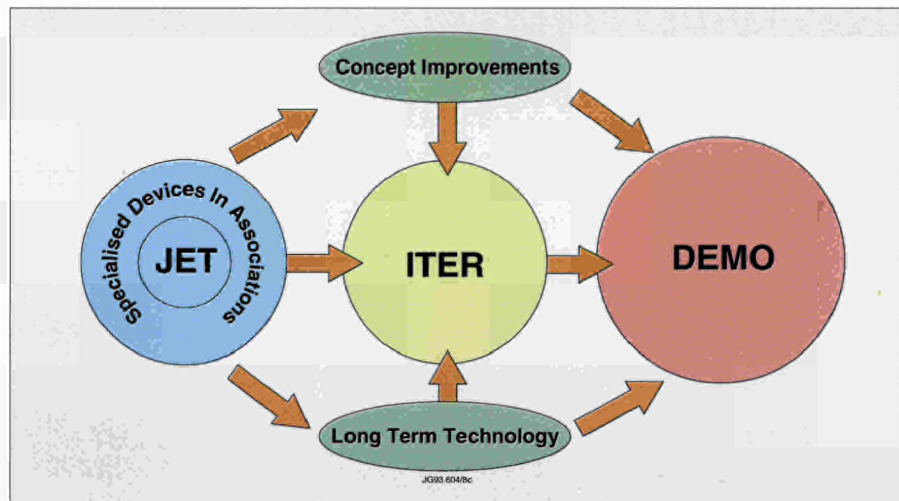 Concept Improvements
Specialised Devices In Associations
JET
ITER
DEMO
Long Term Technology
JG93.604/8c